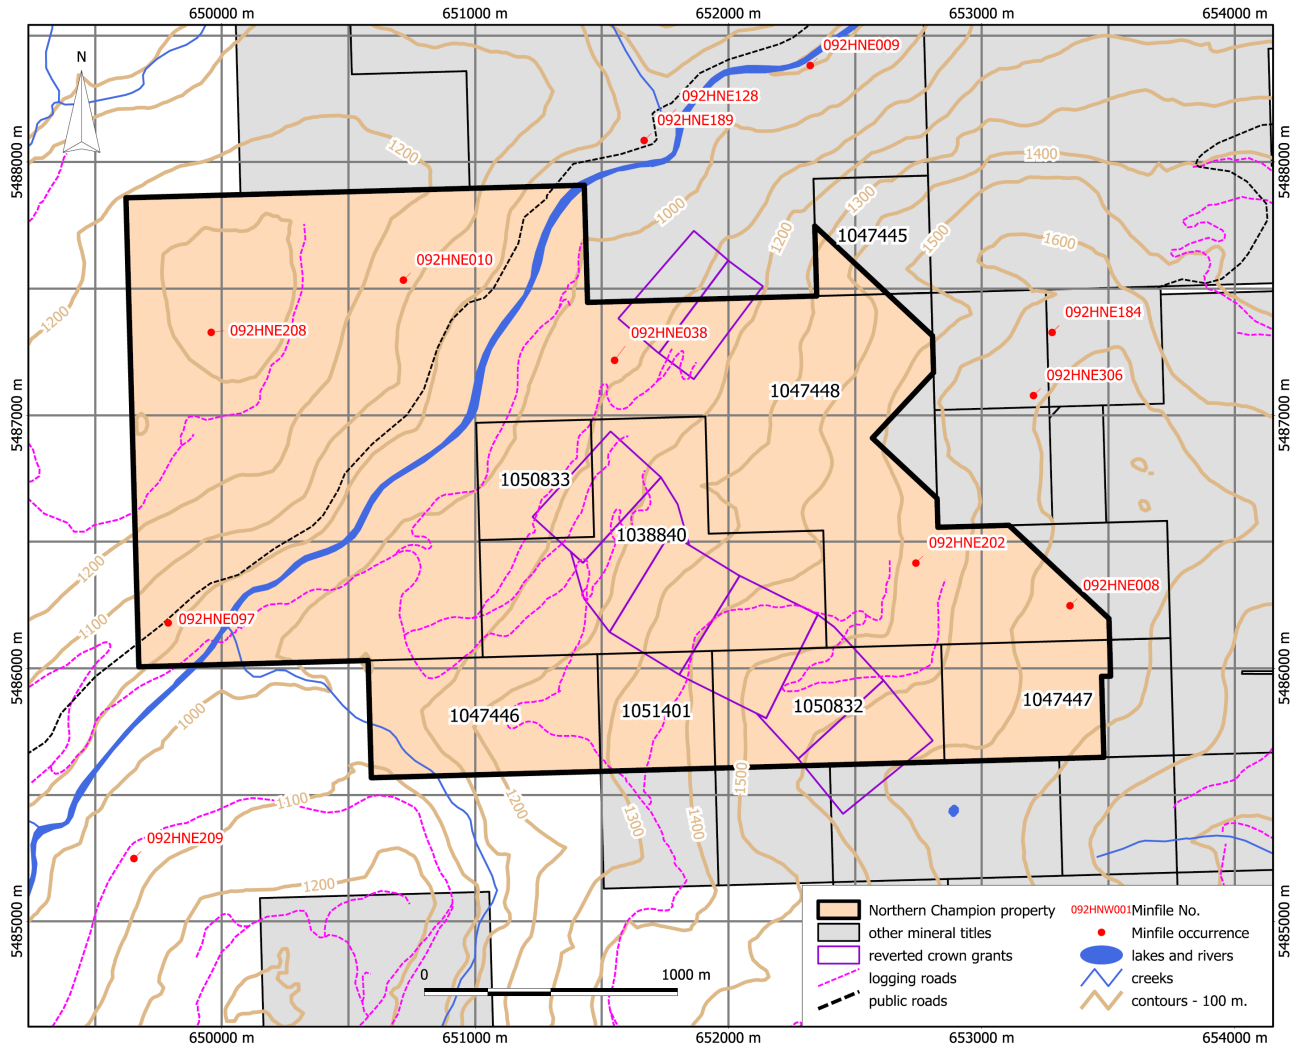 650000 m
651000 m
652000 m
653000 m
654000 m
N
092HNE009
092HNE128
092HNE189
5488000 m
5488000 m
1200
1400
1000
1300
1200
1500
1600
1047445
092HNE010
092HNE208
1200
092HNE038
092HNE184
092HNE306
1047448
5487000 m
5487000 m
1050833
1038840
092HNE202
092HNE008
1200
1100
092HNE097
5486000 m
5486000 m
1000
1047446
1051401
1050832
1047447
1500
1100
1200
1300
1400
092HNE209
1200
5485000 m
5485000 m
0
1000 m
Northern Champion property
other mineral titles
reverted crown grants
logging roads
public roads
092HNW001 Minfile No.
Minfile occurrence
lakes and rivers
creeks
contours - 100 m.
650000 m
651000 m
652000 m
653000 m
654000 m